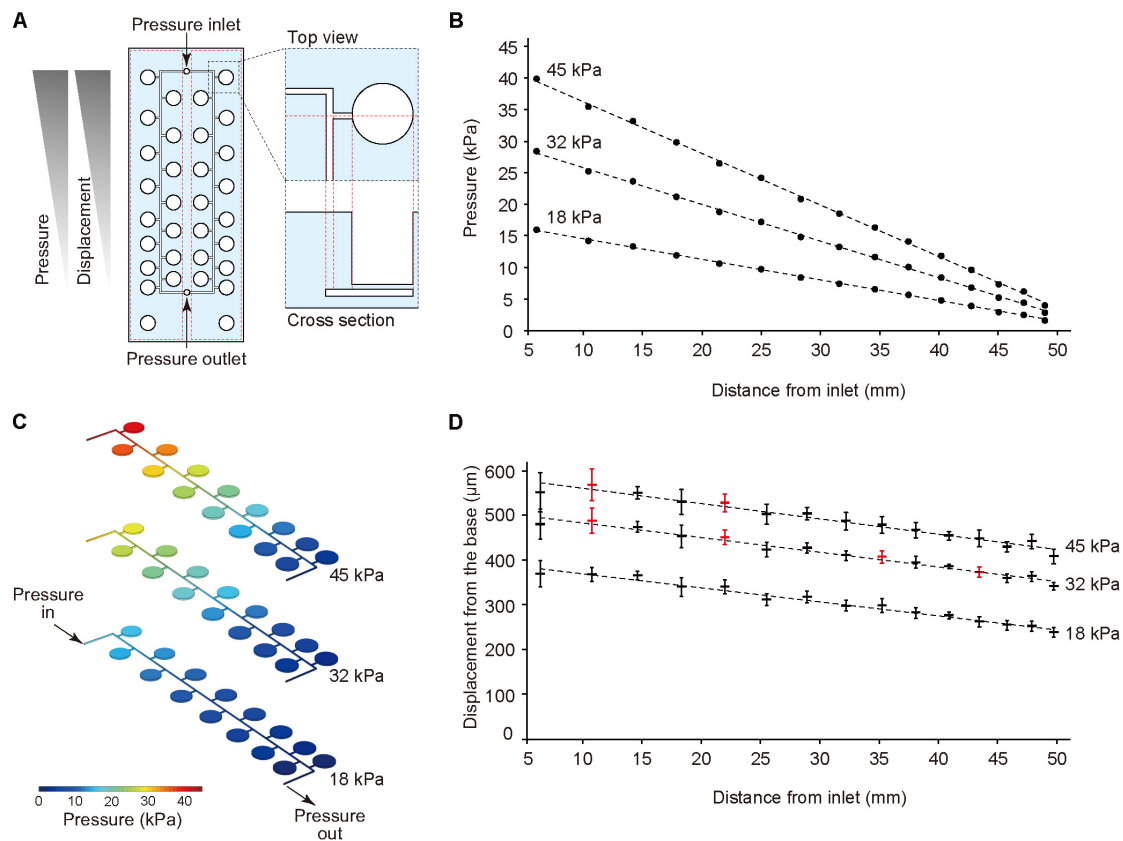 A
Pressure inlet
Top view
Pressure
Displacement
Cross section
Pressure outlet
B
45
40
35
30
25
20
15
10
5
0
Pressure (kPa)
45 kPa
32 kPa
18 kPa
5
10
15
20
25
30
35
40
45
50
Distance from inlet (mm)
C
45 kPa
Pressure
in
32 kPa
18 kPa
0
10
20
30
40
Pressure (kPa)
Pressure
out
D
600
500
400
300
200
100
0
Displacement from the base (μm)
45 kPa
32 kPa
18 kPa
5
10
15
20
25
30
35
40
45
50
Distance from inlet (mm)